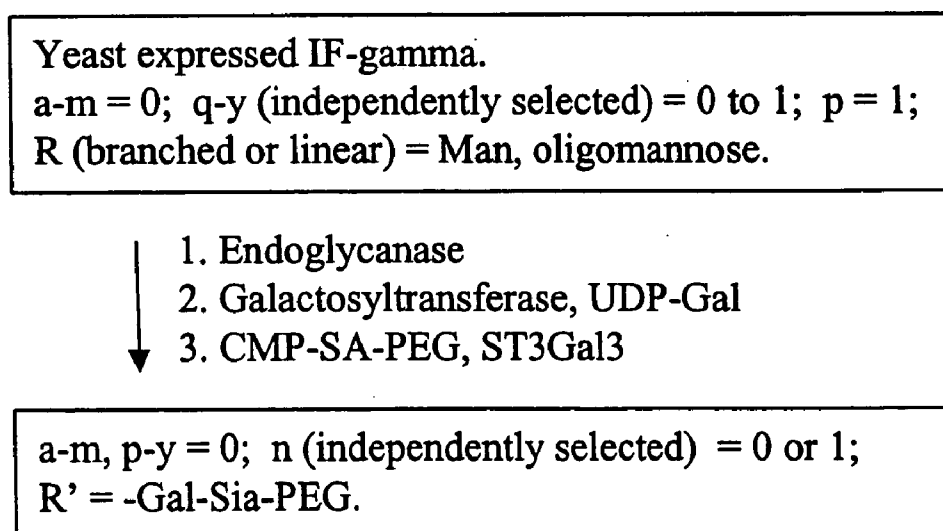 Yeast expressed IF-gamma.
a-m = 0; q-y (independently selected) = 0 to 1; p = 1;
R (branched or linear) = Man, oligomannose.
1. Endoglycanase
2. Galactosyltransferase, UDP-Gal
3. CMP-SA-PEG, ST3Gal3
a-m, p-y = 0; n (independently selected) = 0 or 1;
R' = -Gal-Sia-PEG.